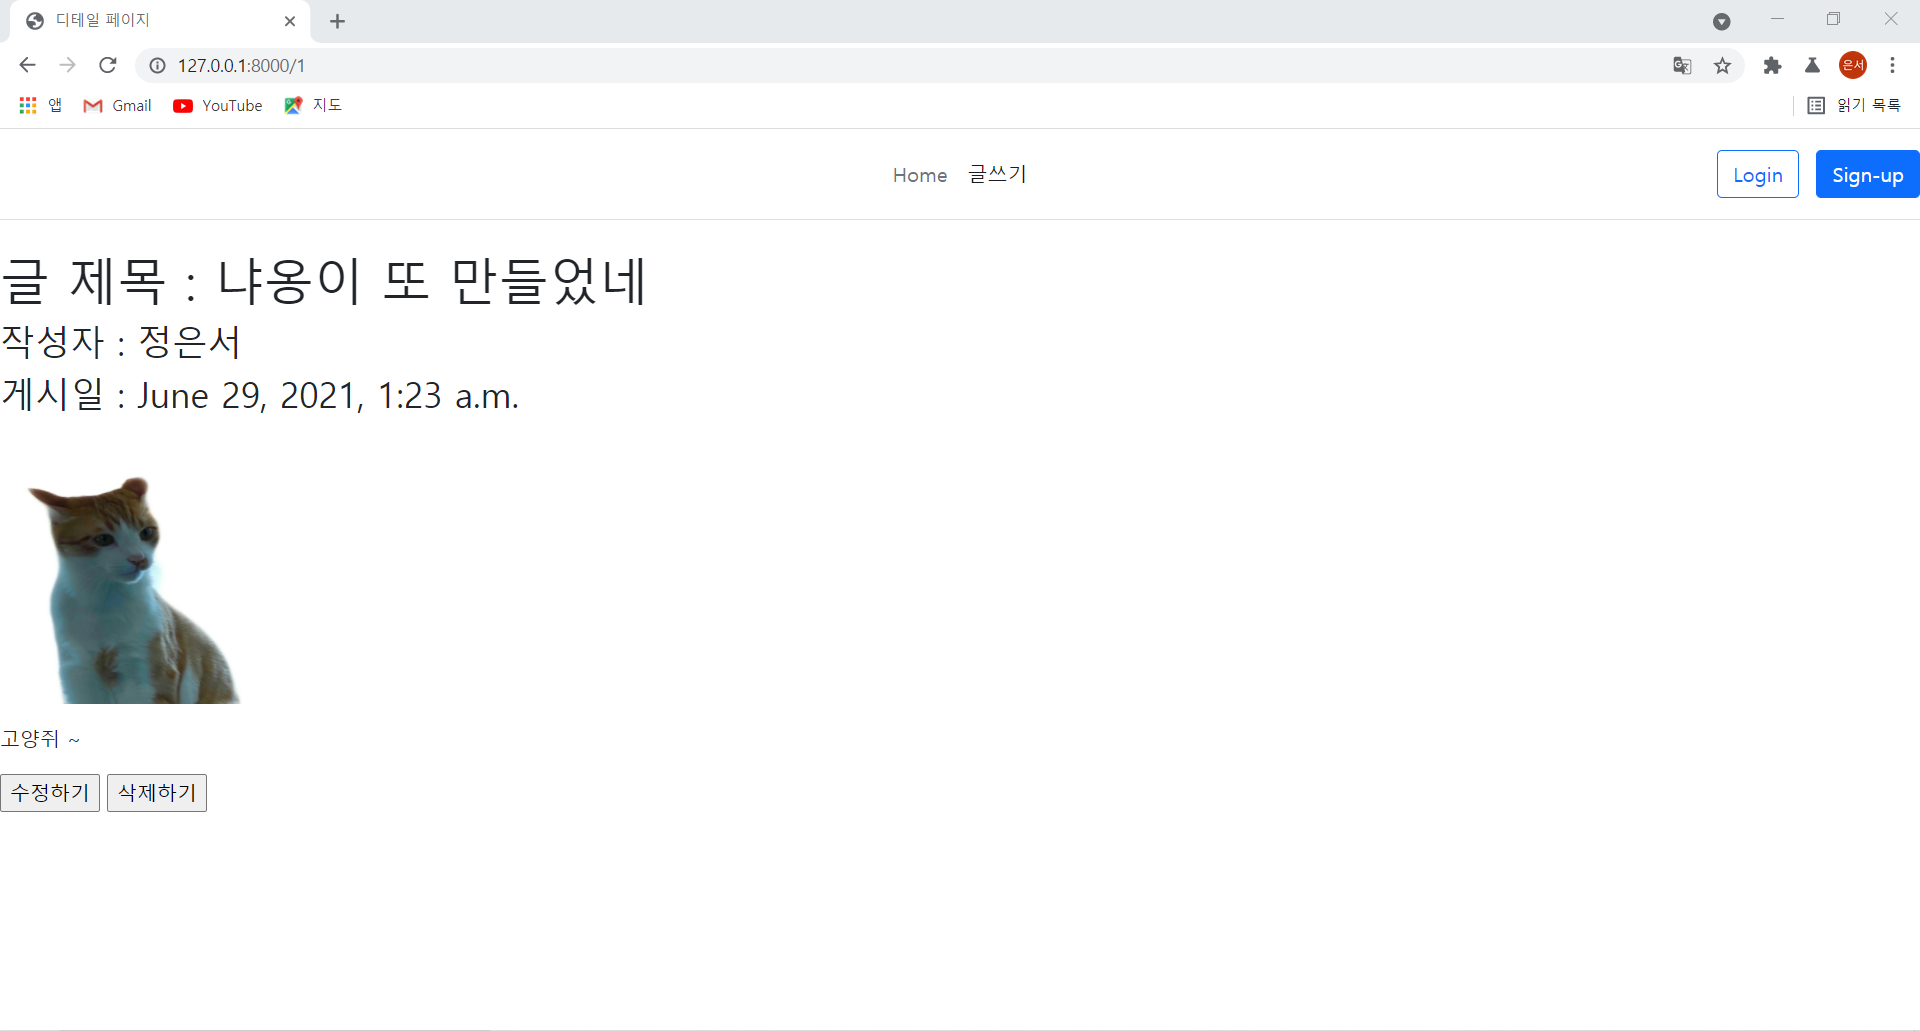 디테일 페이지
127.0.0.1:8000/1
은서
앱 Gmail YouTube 지도 읽기 목록
Home 글쓰기 Login Sign-up
글 제목 : 냐옹이 또 만들었네
작성자 : 정은서
게시일 : June 29, 2021, 1:23 a.m.
고양쥐 ~
수정하기 삭제하기